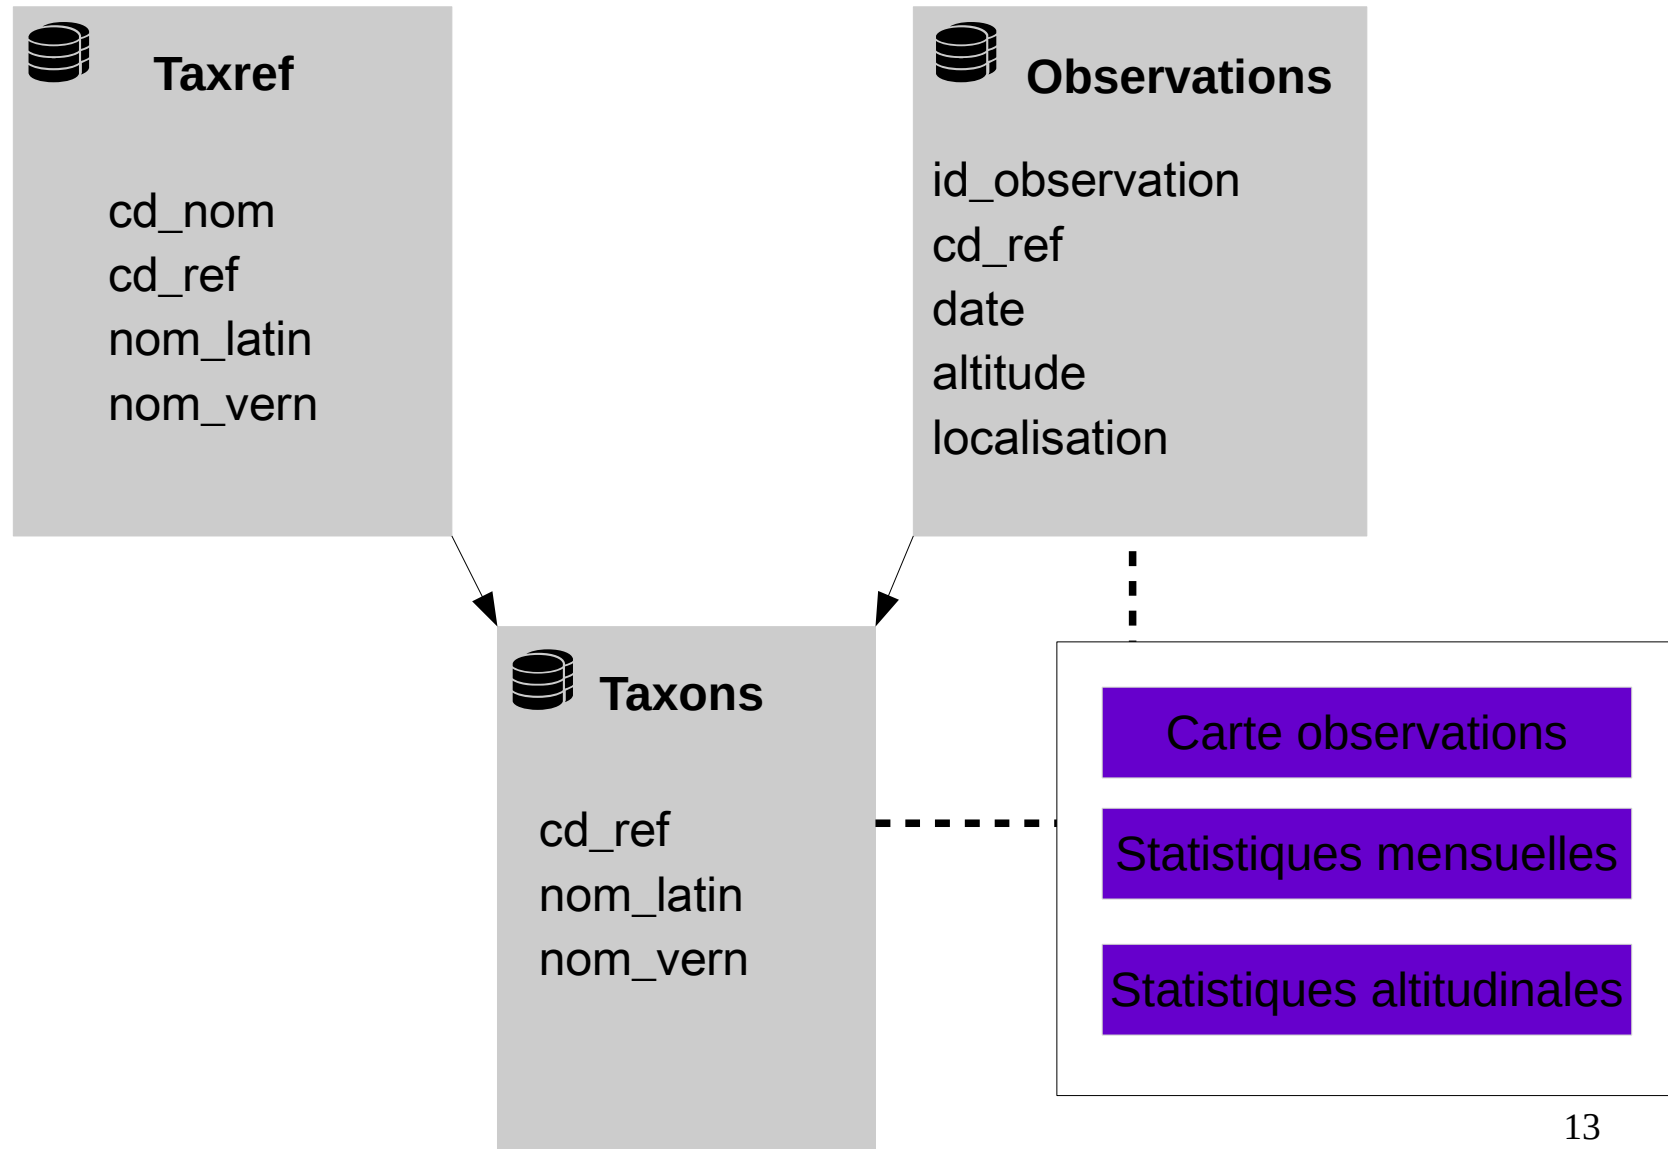 Taxref
cd_nom
cd_ref
nom_latin
nom_vern
Observations
id_observation
cd_ref
date
altitude
localisation
Taxons
cd_ref
nom_latin
nom_vern
Carte observations
Statistiques mensuelles
Statistiques altitudinales
13